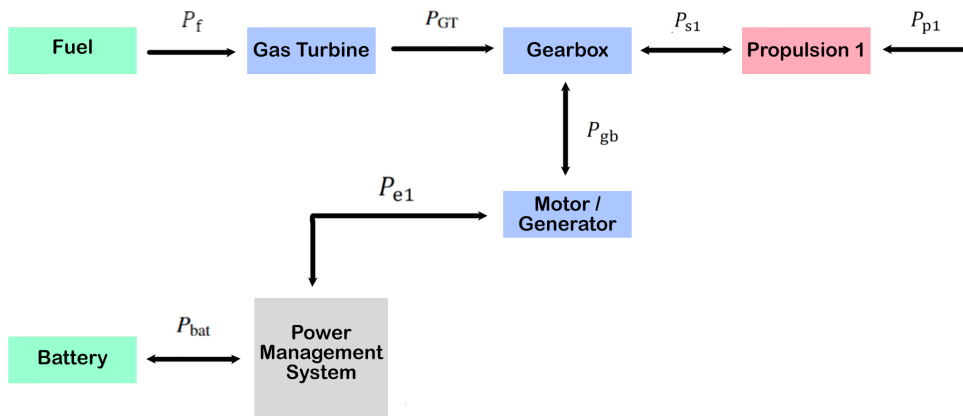 P_f
P_GT
P_s1
P_p1
Fuel
Gas Turbine
Gearbox
Propulsion 1
P_gb
P_e1
Motor /
Generator
P_bat
Power
Management
System
Battery